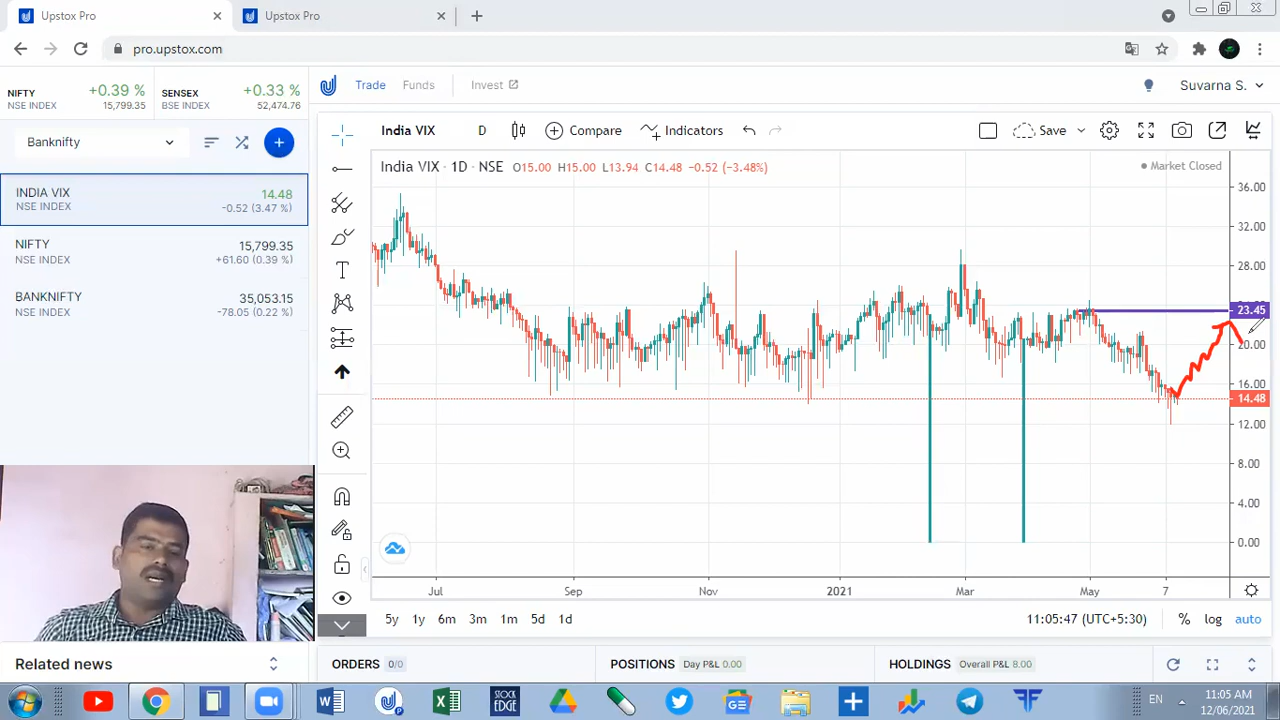 Upstox Pro
Upstox Pro
pro.upstox.com
NIFTY +0.39 %
NSE INDEX 15,799.35
SENSEX +0.33 %
BSE INDEX 52,474.76
Trade Funds Invest
Suvarna S.
Banknifty
INDIA VIX 14.48
NSE INDEX -0.52 (3.47 %)
NIFTY 15,799.35
NSE INDEX +61.60 (0.39 %)
BANKNIFTY 35,053.15
NSE INDEX -78.05 (0.22 %)
India VIX D Compare Indicators Save
India VIX · 1D · NSE O15.00 H15.00 L13.94 C14.48 -0.52 (-3.48%)
Market Closed
36.00
32.00
28.00
23.45
20.00
16.00
14.48
12.00
8.00
4.00
0.00
Jul Sep Nov 2021 Mar May 7
5y 1y 6m 3m 1m 5d 1d
11:05:47 (UTC+5:30) % log auto
Related news
ORDERS 0/0
POSITIONS Day P&L 0.00
HOLDINGS Overall P&L 8.00
STOCK
EDGE
EN
11:05 AM
12/06/2021